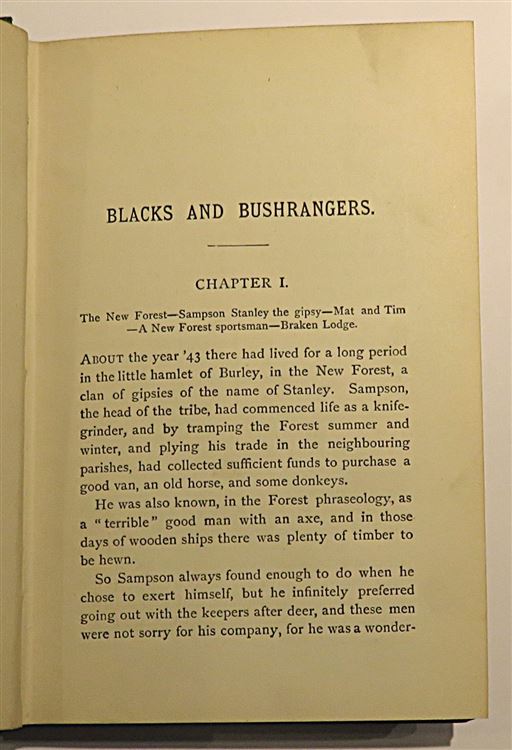 BLACKS AND BUSHRANGERS.
CHAPTER I.
The New Forest—Sampson Stanley the gipsy—Mat and Tim
—A New Forest sportsman—Braken Lodge.
ABOUT the year '43 there had lived for a long period
in the little hamlet of Burley, in the New Forest, a
clan of gipsies of the name of Stanley. Sampson,
the head of the tribe, had commenced life as a knife-
grinder, and by tramping the Forest summer and
winter, and plying his trade in the neighbouring
parishes, had collected sufficient funds to purchase a
good van, an old horse, and some donkeys.
He was also known, in the Forest phraseology, as
a "terrible" good man with an axe, and in those
days of wooden ships there was plenty of timber to
be hewn.
So Sampson always found enough to do when he
chose to exert himself, but he infinitely preferred
going out with the keepers after deer, and these men
were not sorry for his company, for he was a wonder-